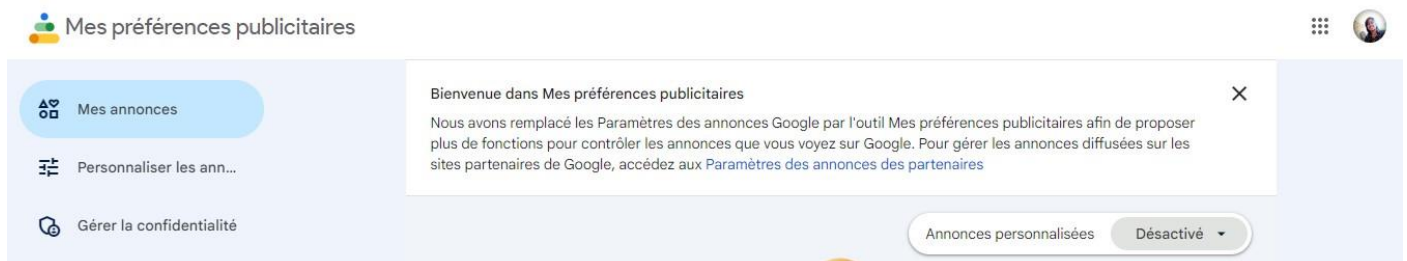 Mes préférences publicitaires
Mes annonces
Personnaliser les ann...
Gérer la confidentialité
Bienvenue dans Mes préférences publicitaires
Nous avons remplacé les Paramètres des annonces Google par l'outil Mes préférences publicitaires afin de proposer
plus de fonctions pour contrôler les annonces que vous voyez sur Google. Pour gérer les annonces diffusées sur les
sites partenaires de Google, accédez aux Paramètres des annonces des partenaires
Annonces personnalisées Désactivé